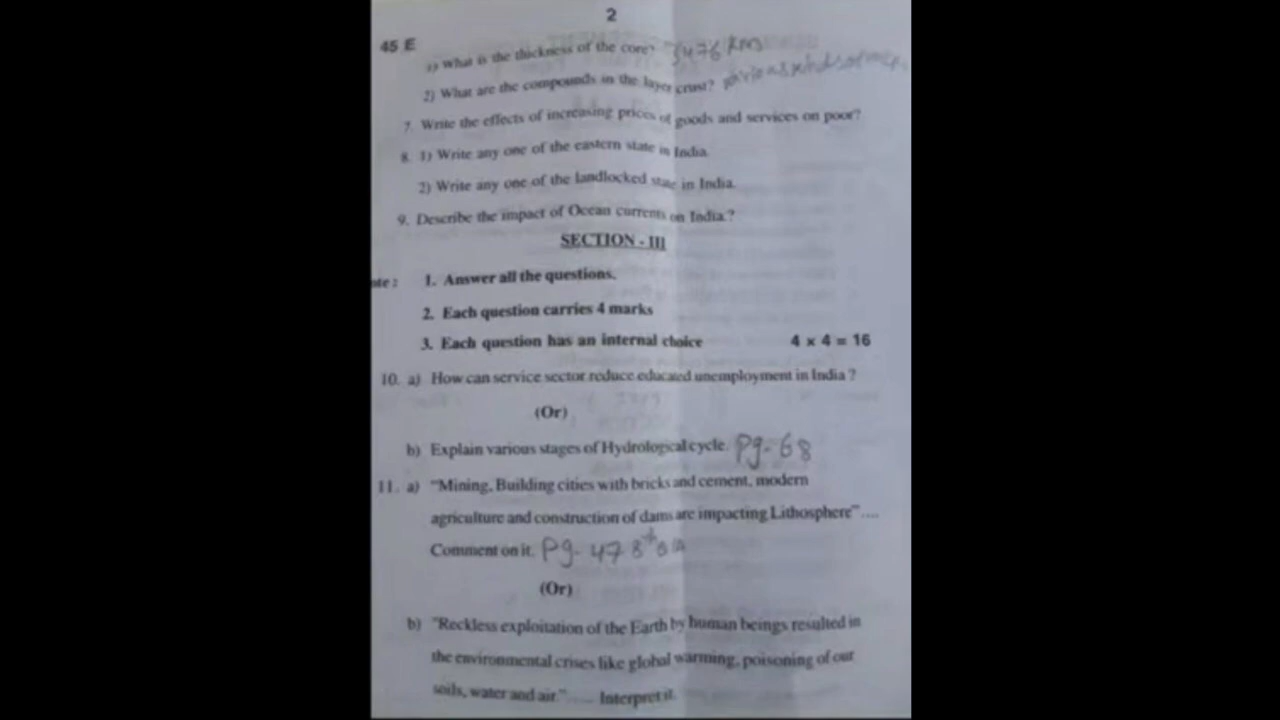 2
45 E
1) What is the thickness of the core? 3476 km
2) What are the compounds in the layer crust?
7. Write the effects of increasing prices of goods and services on poor?
8. 1) Write any one of the eastern state in India.
2) Write any one of the landlocked state in India.
9. Describe the impact of Ocean currents on India?
SECTION - III
ote : 1. Answer all the questions.
2. Each question carries 4 marks
3. Each question has an internal choice 4 x 4 = 16
10. a) How can service sector reduce educated unemployment in India ?
(Or)
b) Explain various stages of Hydrological cycle. Pg. 68
11. a) "Mining, Building cities with bricks and cement, modern
agriculture and construction of dams are impacting Lithosphere" ....
Comment on it. Pg. 47
(Or)
b) "Reckless exploitation of the Earth by human beings resulted in
the environmental crises like global warming, poisoning of our
soils, water and air." ..... Interpret it.